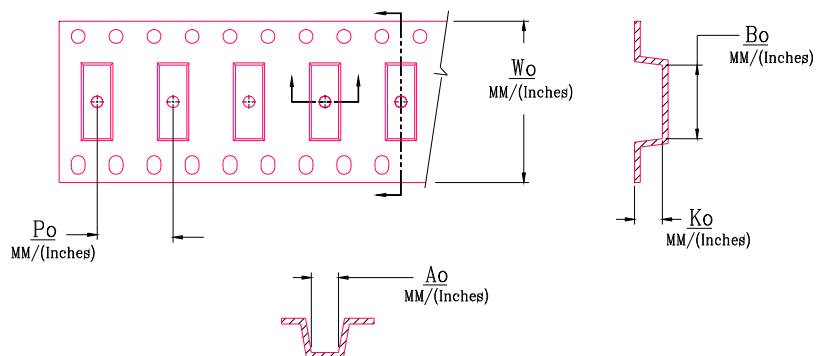 Wo
MM/(Inches)
Bo
MM/(Inches)
Po
MM/(Inches)
Ko
MM/(Inches)
Ao
MM/(Inches)